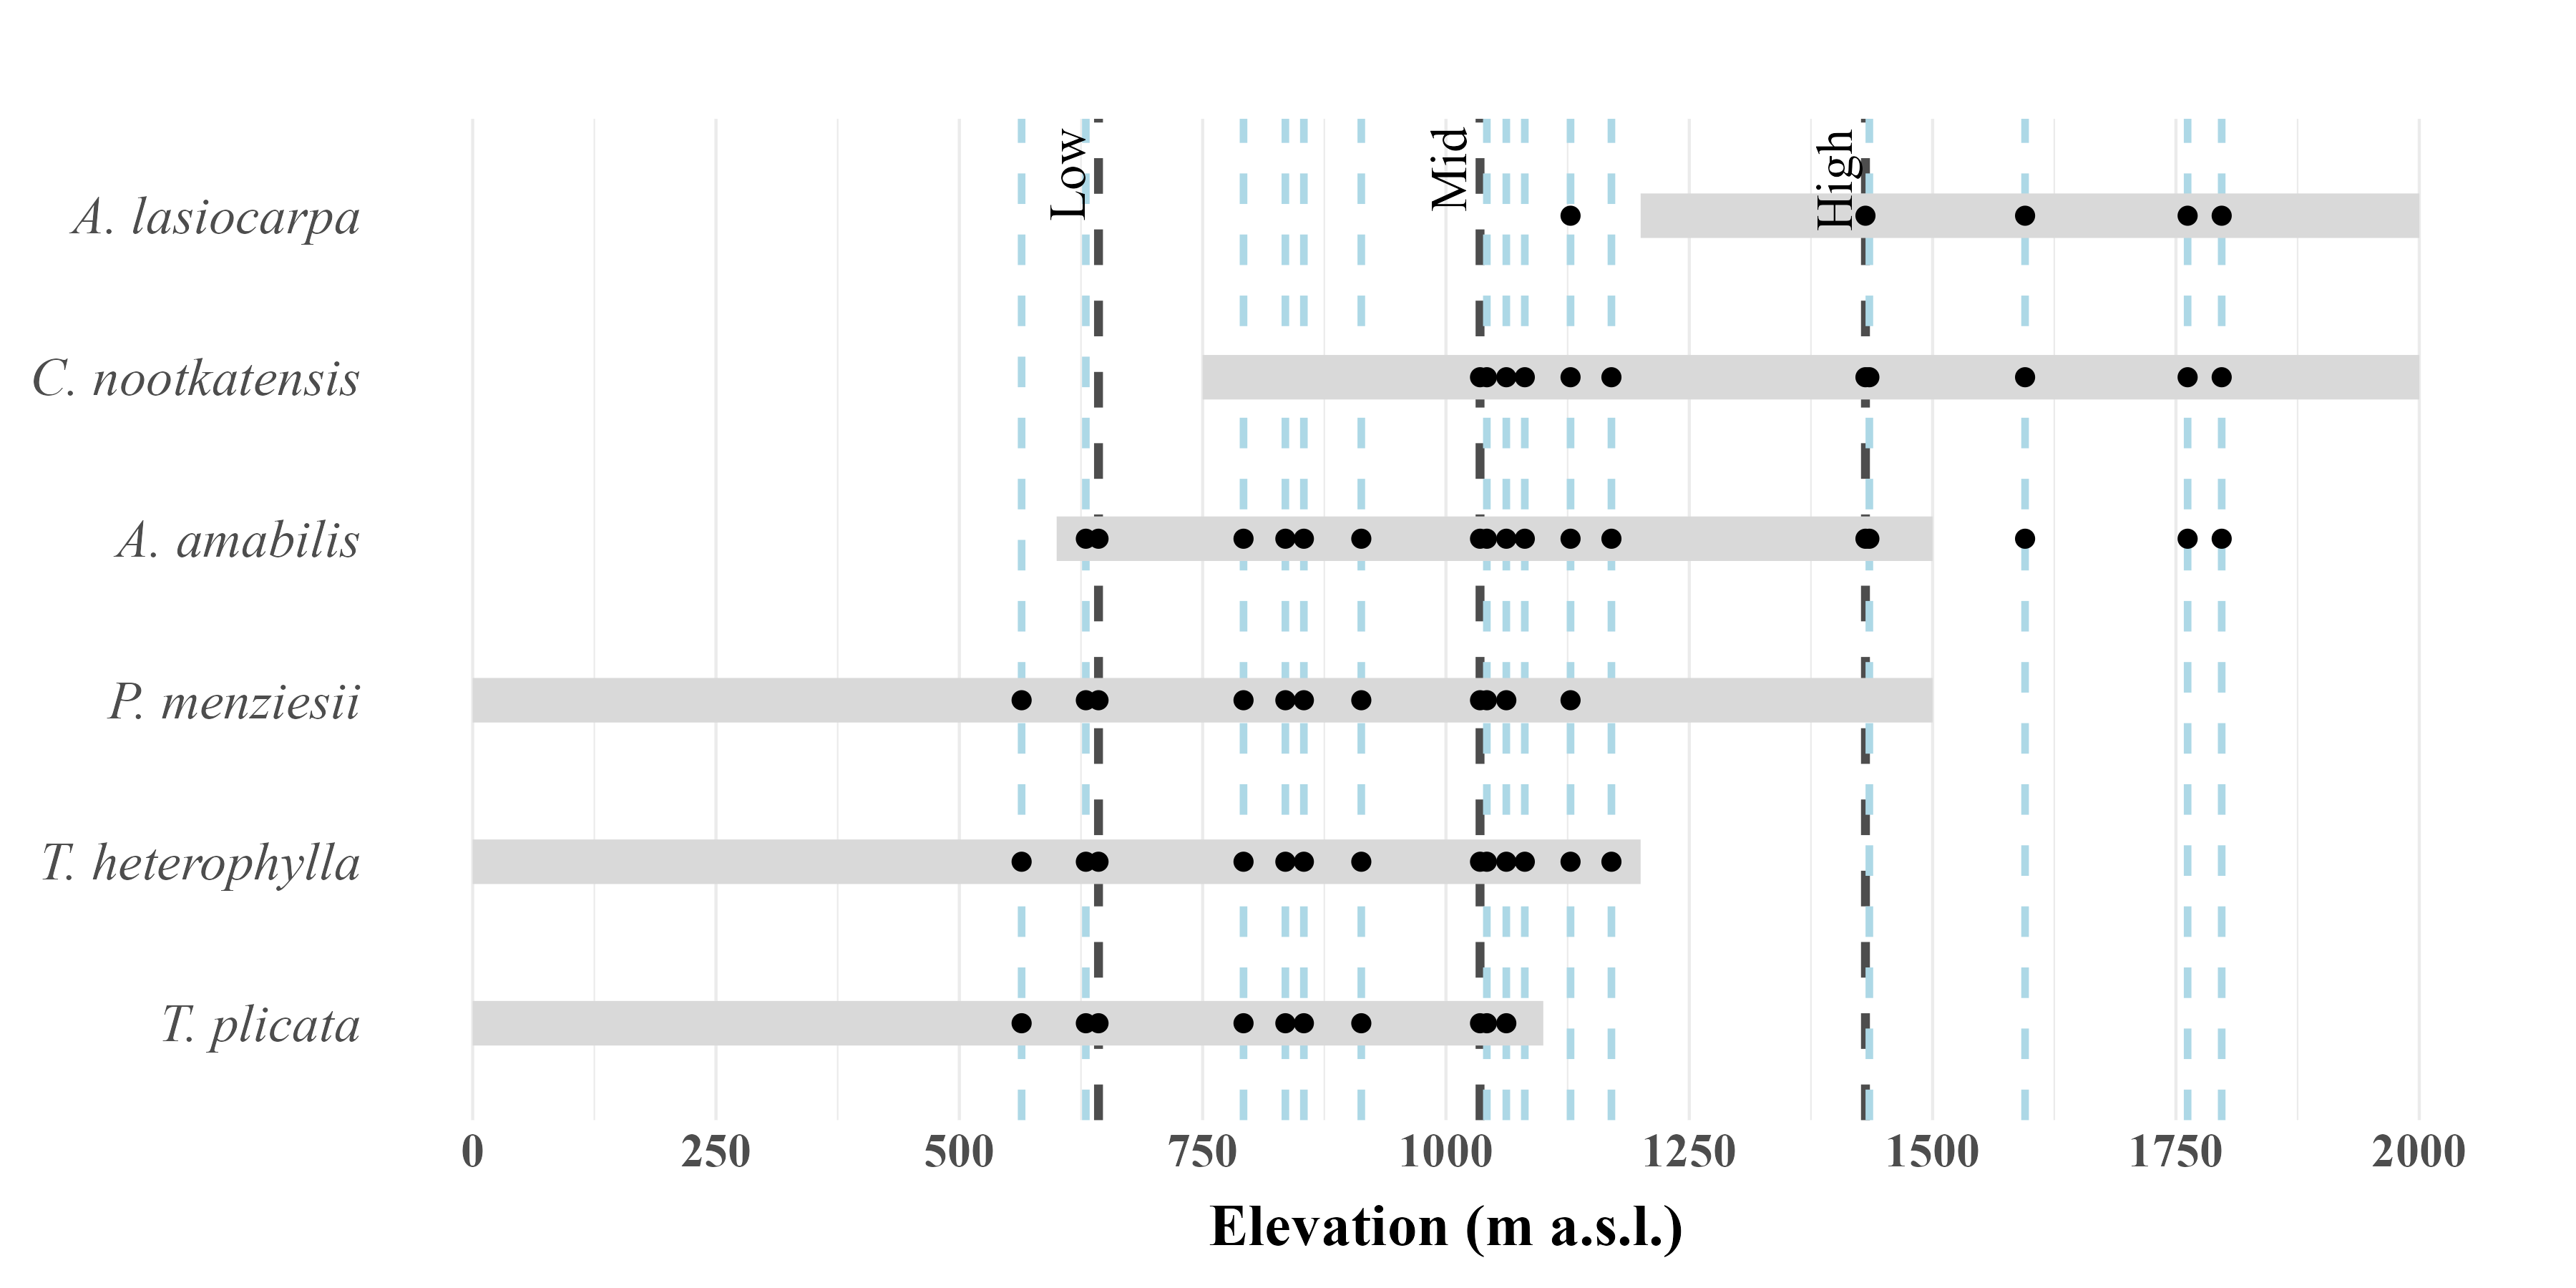 Low
Mid
High
A. lasiocarpa
C. nootkatensis
A. amabilis
P. menziesii
T. heterophylla
T. plicata
0 250 500 750 1000 1250 1500 1750 2000
Elevation (m a.s.l.)